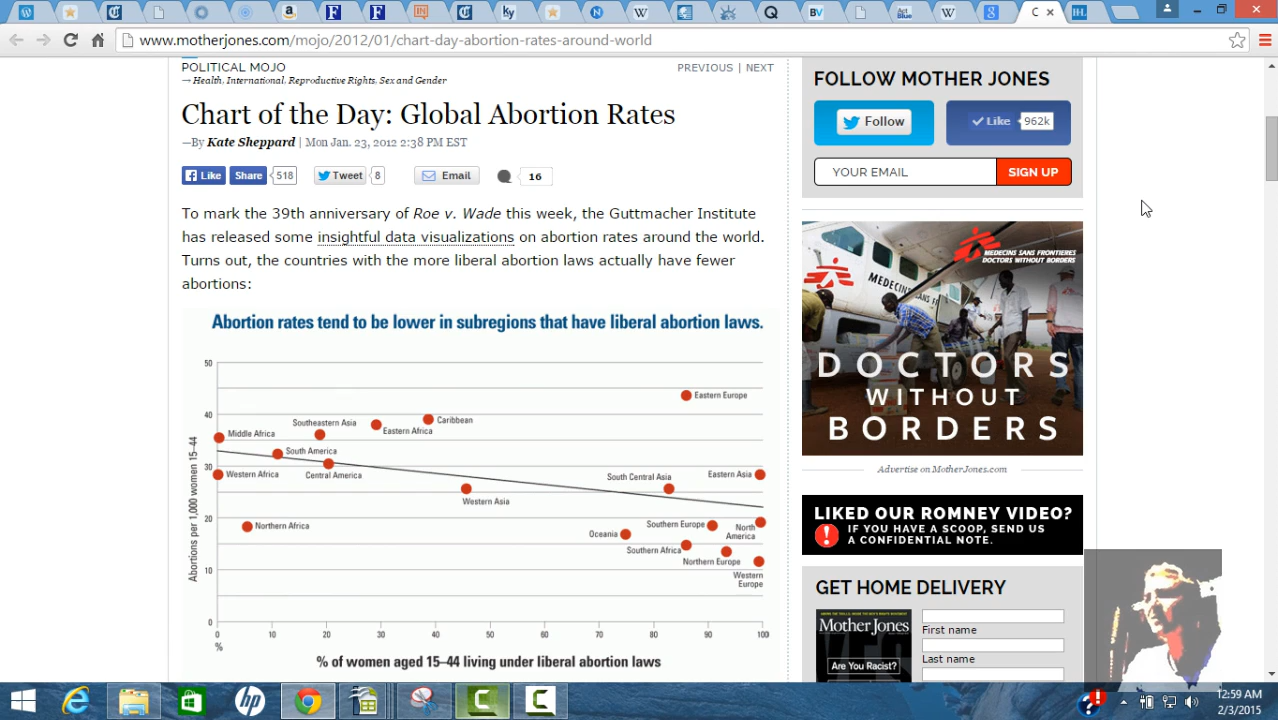 www.motherjones.com/mojo/2012/01/chart-day-abortion-rates-around-world
POLITICAL MOJO
PREVIOUS | NEXT
→ Health, International, Reproductive Rights, Sex and Gender
Chart of the Day: Global Abortion Rates
—By Kate Sheppard | Mon Jan. 23, 2012 2:38 PM EST
Like Share 518 Tweet 8 Email 16
To mark the 39th anniversary of Roe v. Wade this week, the Guttmacher Institute
has released some insightful data visualizations on abortion rates around the world.
Turns out, the countries with the more liberal abortion laws actually have fewer
abortions:
Abortion rates tend to be lower in subregions that have liberal abortion laws.
Abortions per 1,000 women 15–44
50
40
30
20
10
0
Eastern Europe
Caribbean
Southeastern Asia
Eastern Africa
Middle Africa
South America
Central America
Western Africa
South Central Asia
Eastern Asia
Western Asia
Northern Africa
Southern Europe
North
America
Oceania
Southern Africa
Northern Europe
Western
Europe
0 10 20 30 40 50 60 70 80 90 100
%
% of women aged 15–44 living under liberal abortion laws
FOLLOW MOTHER JONES
Follow
Like 962k
YOUR EMAIL SIGN UP
MEDECINS SANS FRONTIERES
DOCTORS WITHOUT BORDERS
MEDECINS SANS FR
DOCTORS
WITHOUT
BORDERS
Advertise on MotherJones.com
LIKED OUR ROMNEY VIDEO?
IF YOU HAVE A SCOOP, SEND US
A CONFIDENTIAL NOTE.
GET HOME DELIVERY
Mother Jones
Are You Racist?
First name
Last name
12:59 AM
2/3/2015